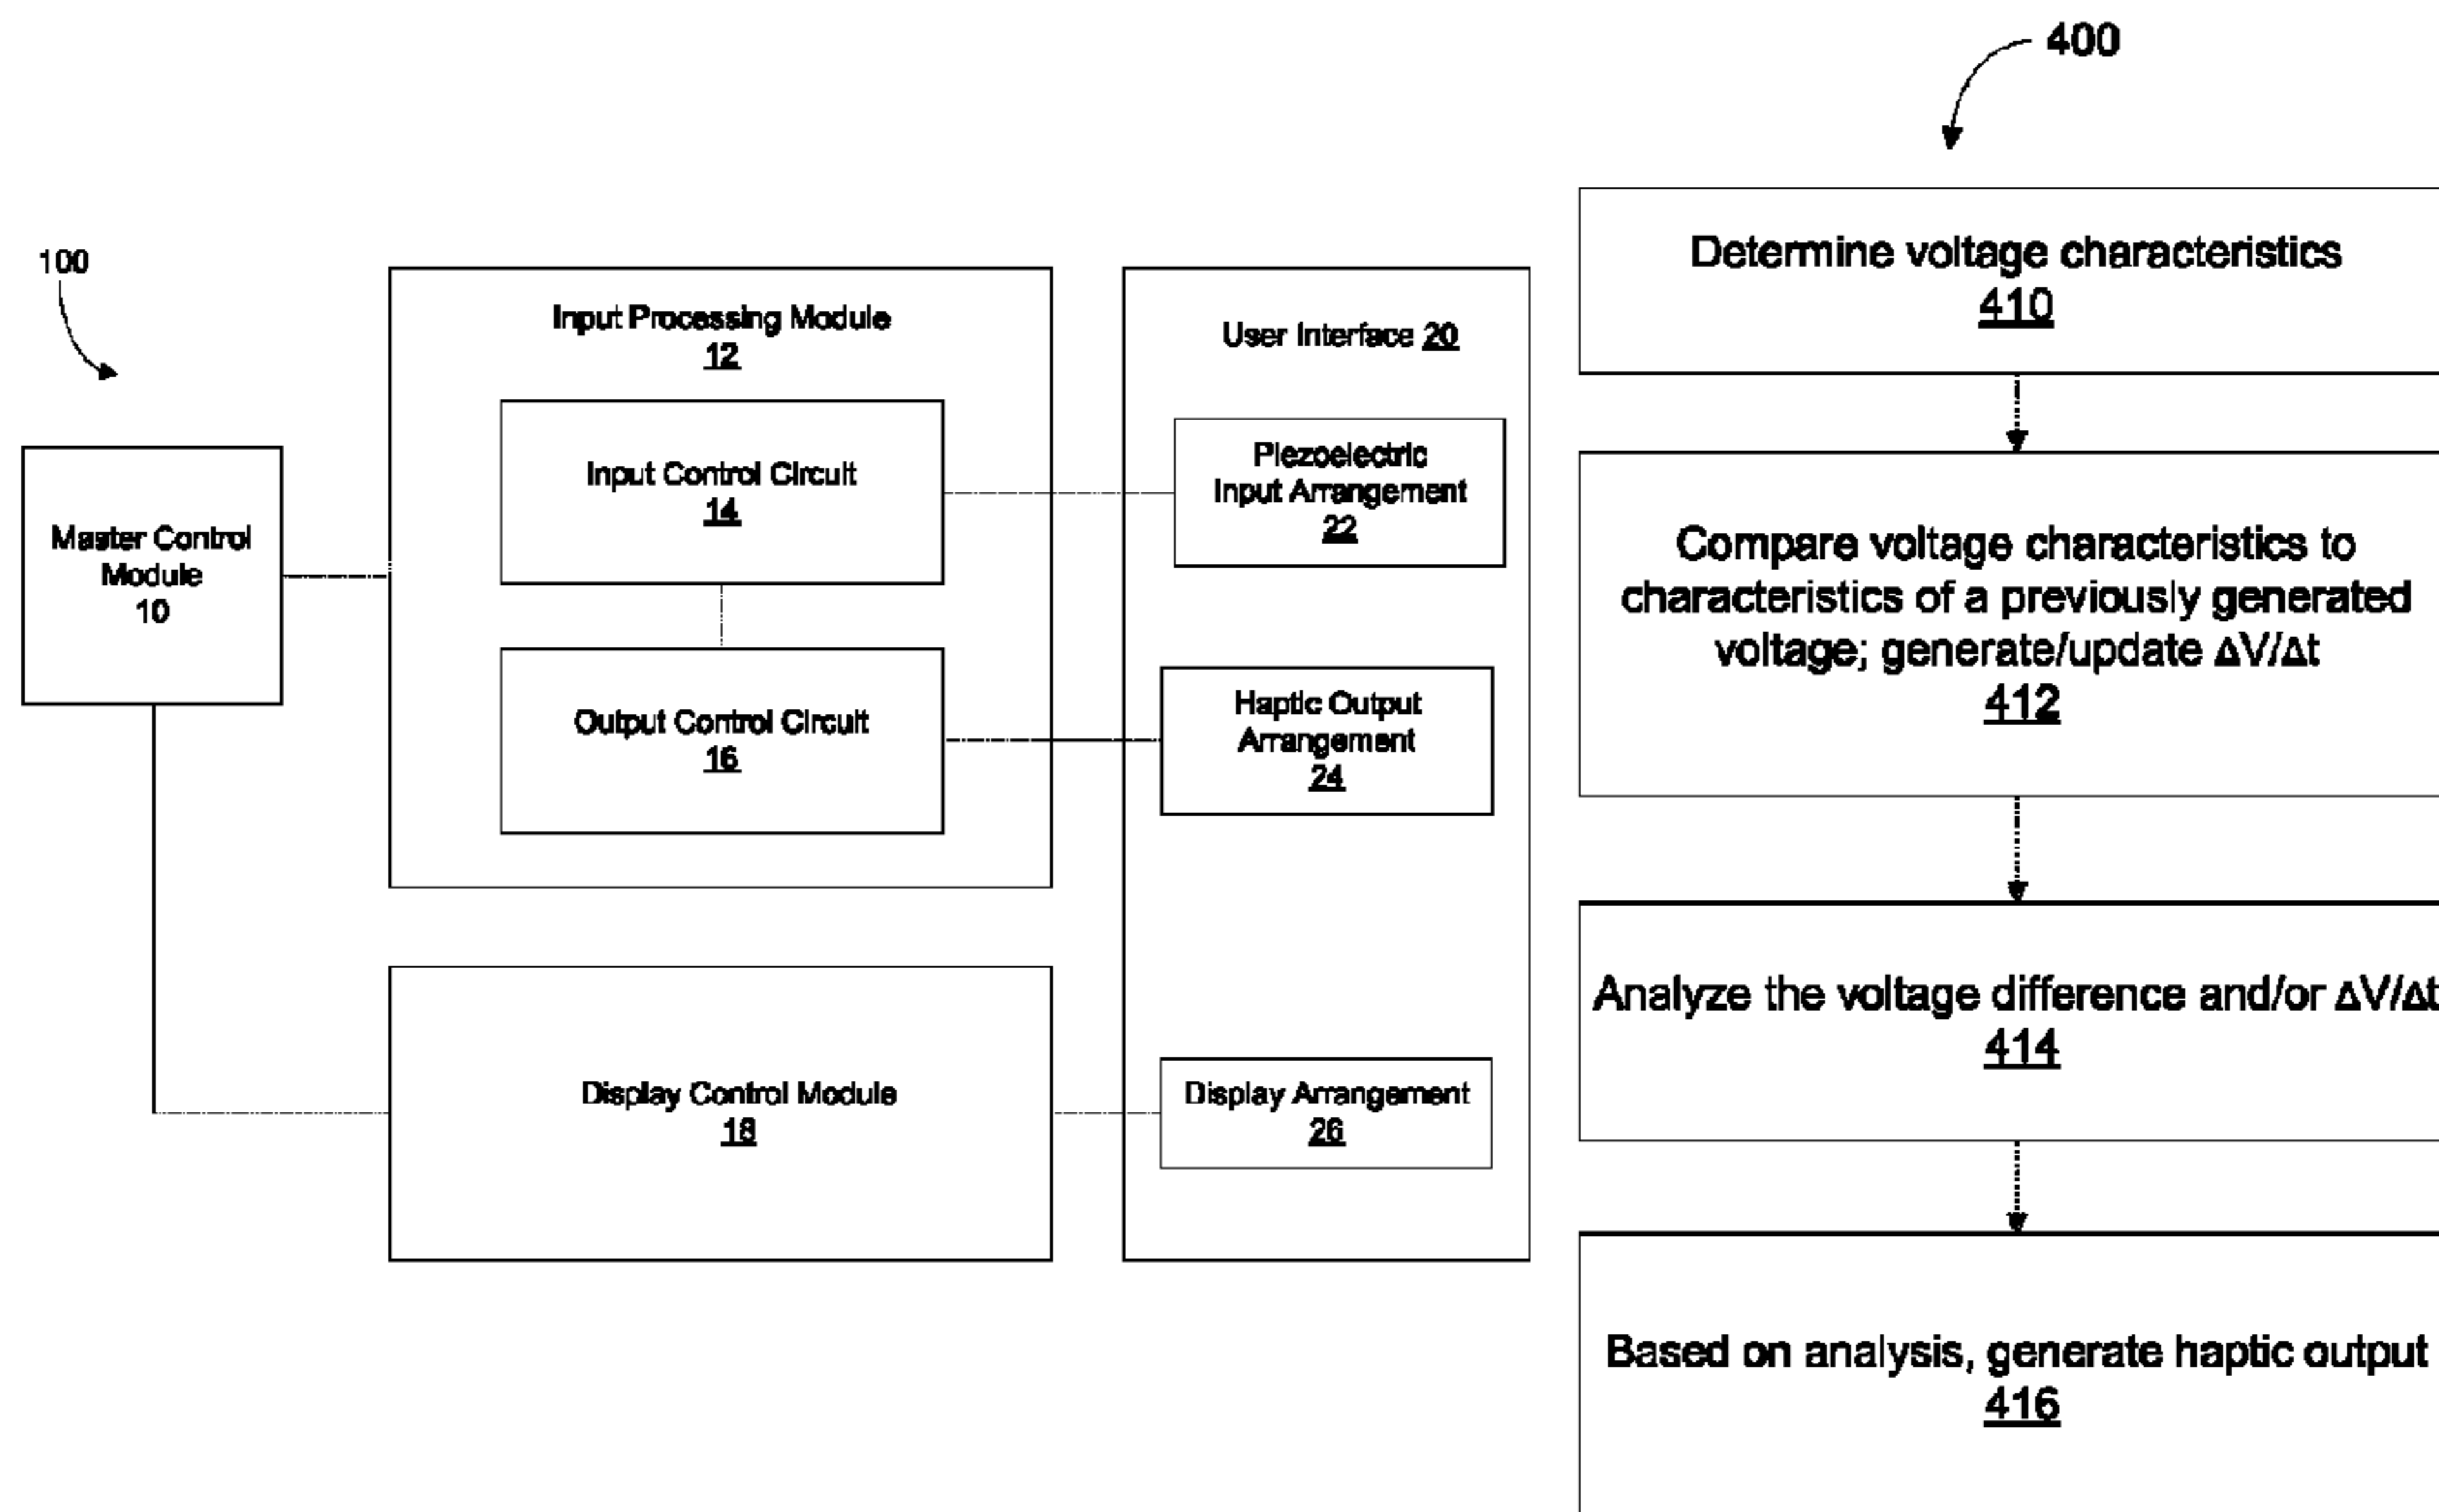 100
Master Control
Module
10
Input Processing Module
12
Input Control Circuit
14
Output Control Circuit
16
Display Control Module
18
User Interface 20
Piezoelectric
Input Arrangement
22
Haptic Output
Arrangement
24
Display Arrangement
26
400
Determine voltage characteristics
410
Compare voltage characteristics to
characteristics of a previously generated
voltage; generate/update ΔV/Δt
412
Analyze the voltage difference and/or ΔV/Δt
414
Based on analysis, generate haptic output
416